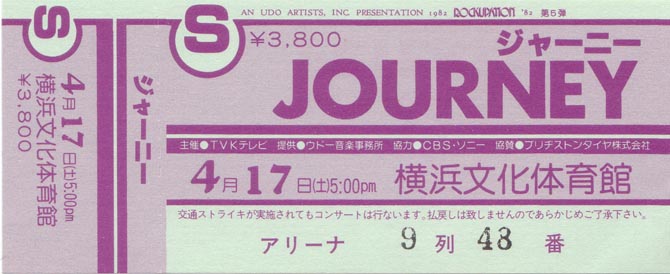 S
4月17日(土)5:00pm
横浜文化体育館
¥3,800
ジャーニー
AN UDO ARTISTS, INC. PRESENTATION 1982 ROCKUPATION '82 第5弾
S
¥3,800
ジャーニー
JOURNEY
主催●TVKテレビ 提供●ウドー音楽事務所 協力●CBS・ソニー 協賛●ブリヂストンタイヤ株式会社
4月17日(土)5:00pm 横浜文化体育館
交通ストライキが実施されてもコンサートは行ないます。払戻しは致しませんのであらかじめご了承下さい。
アリーナ 9 列 48 番